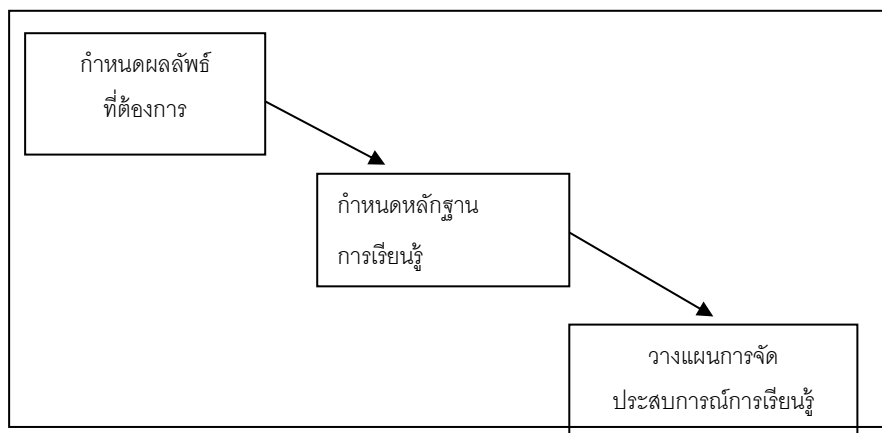 กำหนดผลลัพธ์
ที่ต้องการ
กำหนดหลักฐาน
การเรียนรู้
วางแผนการจัด
ประสบการณ์การเรียนรู้